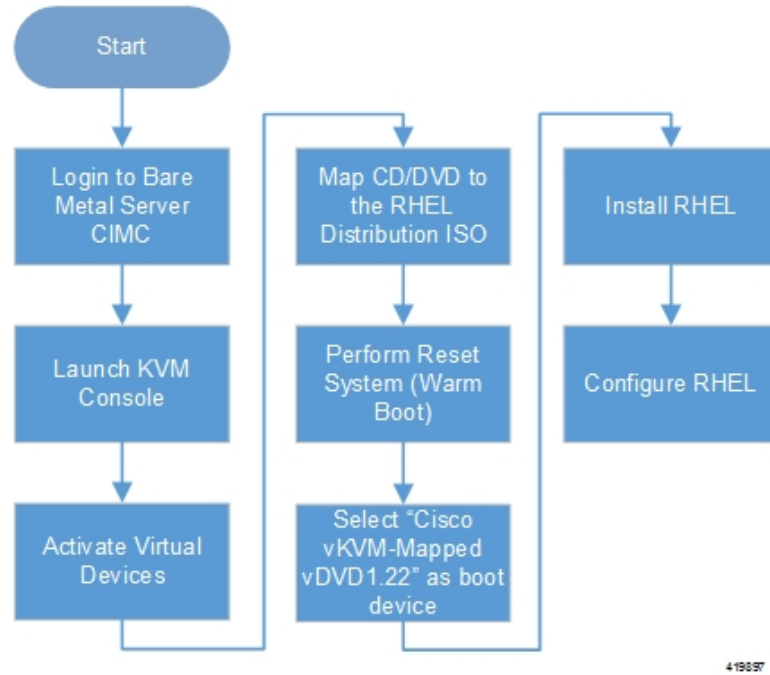 Start
Login to Bare
Metal Server
CIMC
Launch KVM
Console
Activate Virtual
Devices
Map CD/DVD to
the RHEL
Distribution ISO
Perform Reset
System (Warm
Boot)
Select “Cisco
vKVM-Mapped
vDVD1.22” as boot
device
Install RHEL
Configure RHEL
419897